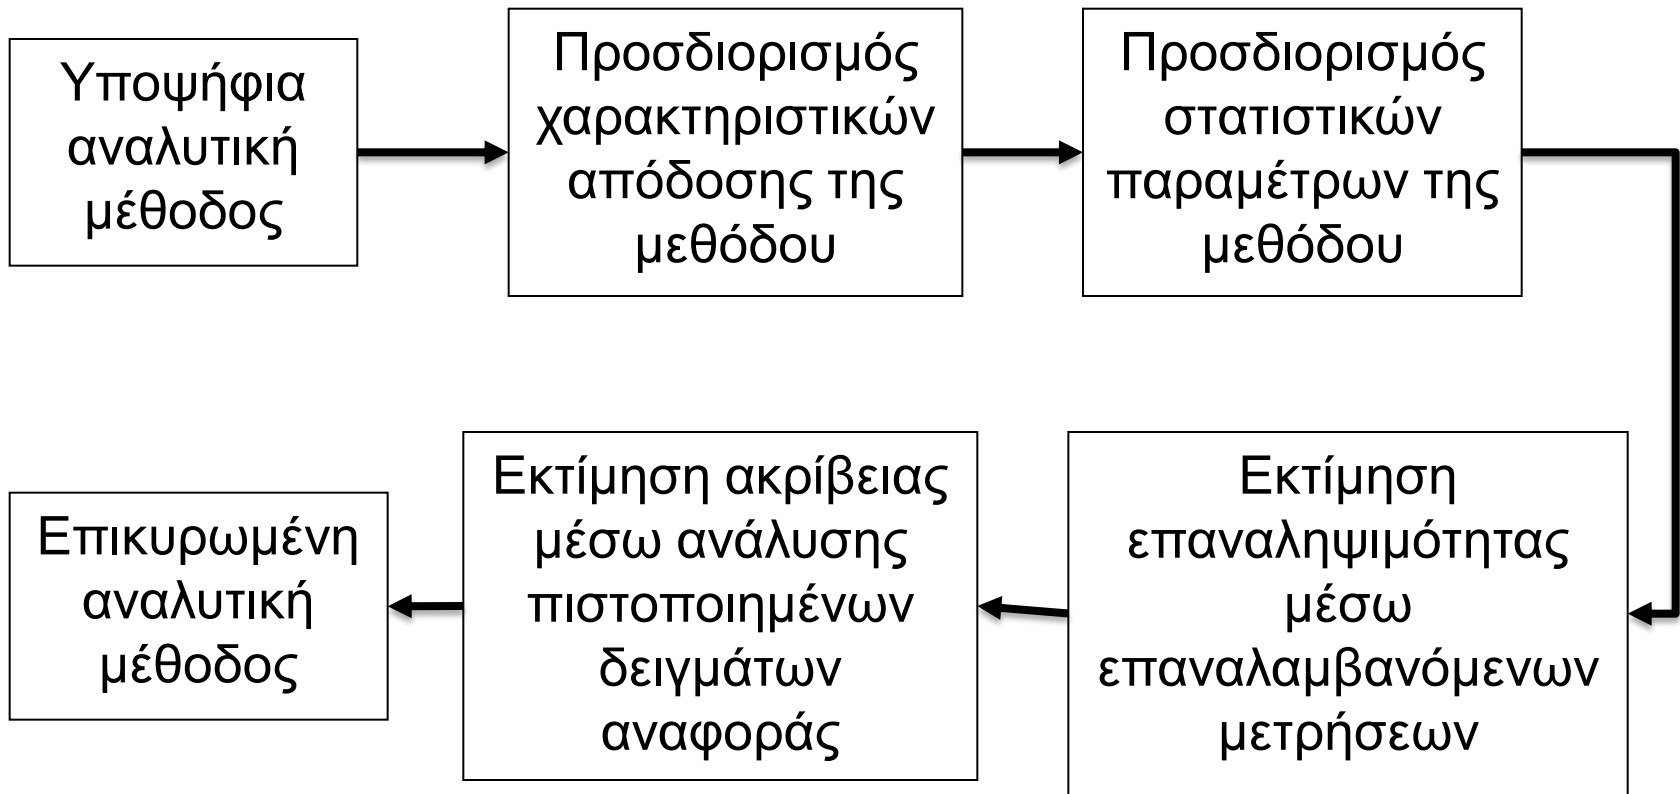 Υποψήφια
αναλυτική
μέθοδος
Προσδιορισμός
χαρακτηριστικών
απόδοσης της
μεθόδου
Προσδιορισμός
στατιστικών
παραμέτρων της
μεθόδου
Εκτίμηση
επαναληψιμότητας
μέσω
επαναλαμβανόμενων
μετρήσεων
Εκτίμηση ακρίβειας
μέσω ανάλυσης
πιστοποιημένων
δειγμάτων
αναφοράς
Επικυρωμένη
αναλυτική
μέθοδος